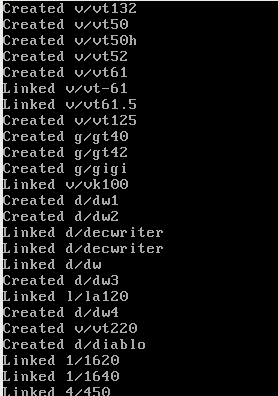 Created v/vt132
Created v/vt50
Created v/vt50h
Created v/vt52
Created v/vt61
Linked v/vt-61
Linked v/vt61.5
Created v/vt125
Created g/gt40
Created g/gt42
Created g/gigi
Linked v/vk100
Created d/dw1
Created d/dw2
Linked d/decwriter
Linked d/decwriter
Linked d/dw
Created d/dw3
Linked l/la120
Created d/dw4
Created v/vt220
Created d/diablo
Linked 1/1620
Linked 1/1640
Linked 4/450